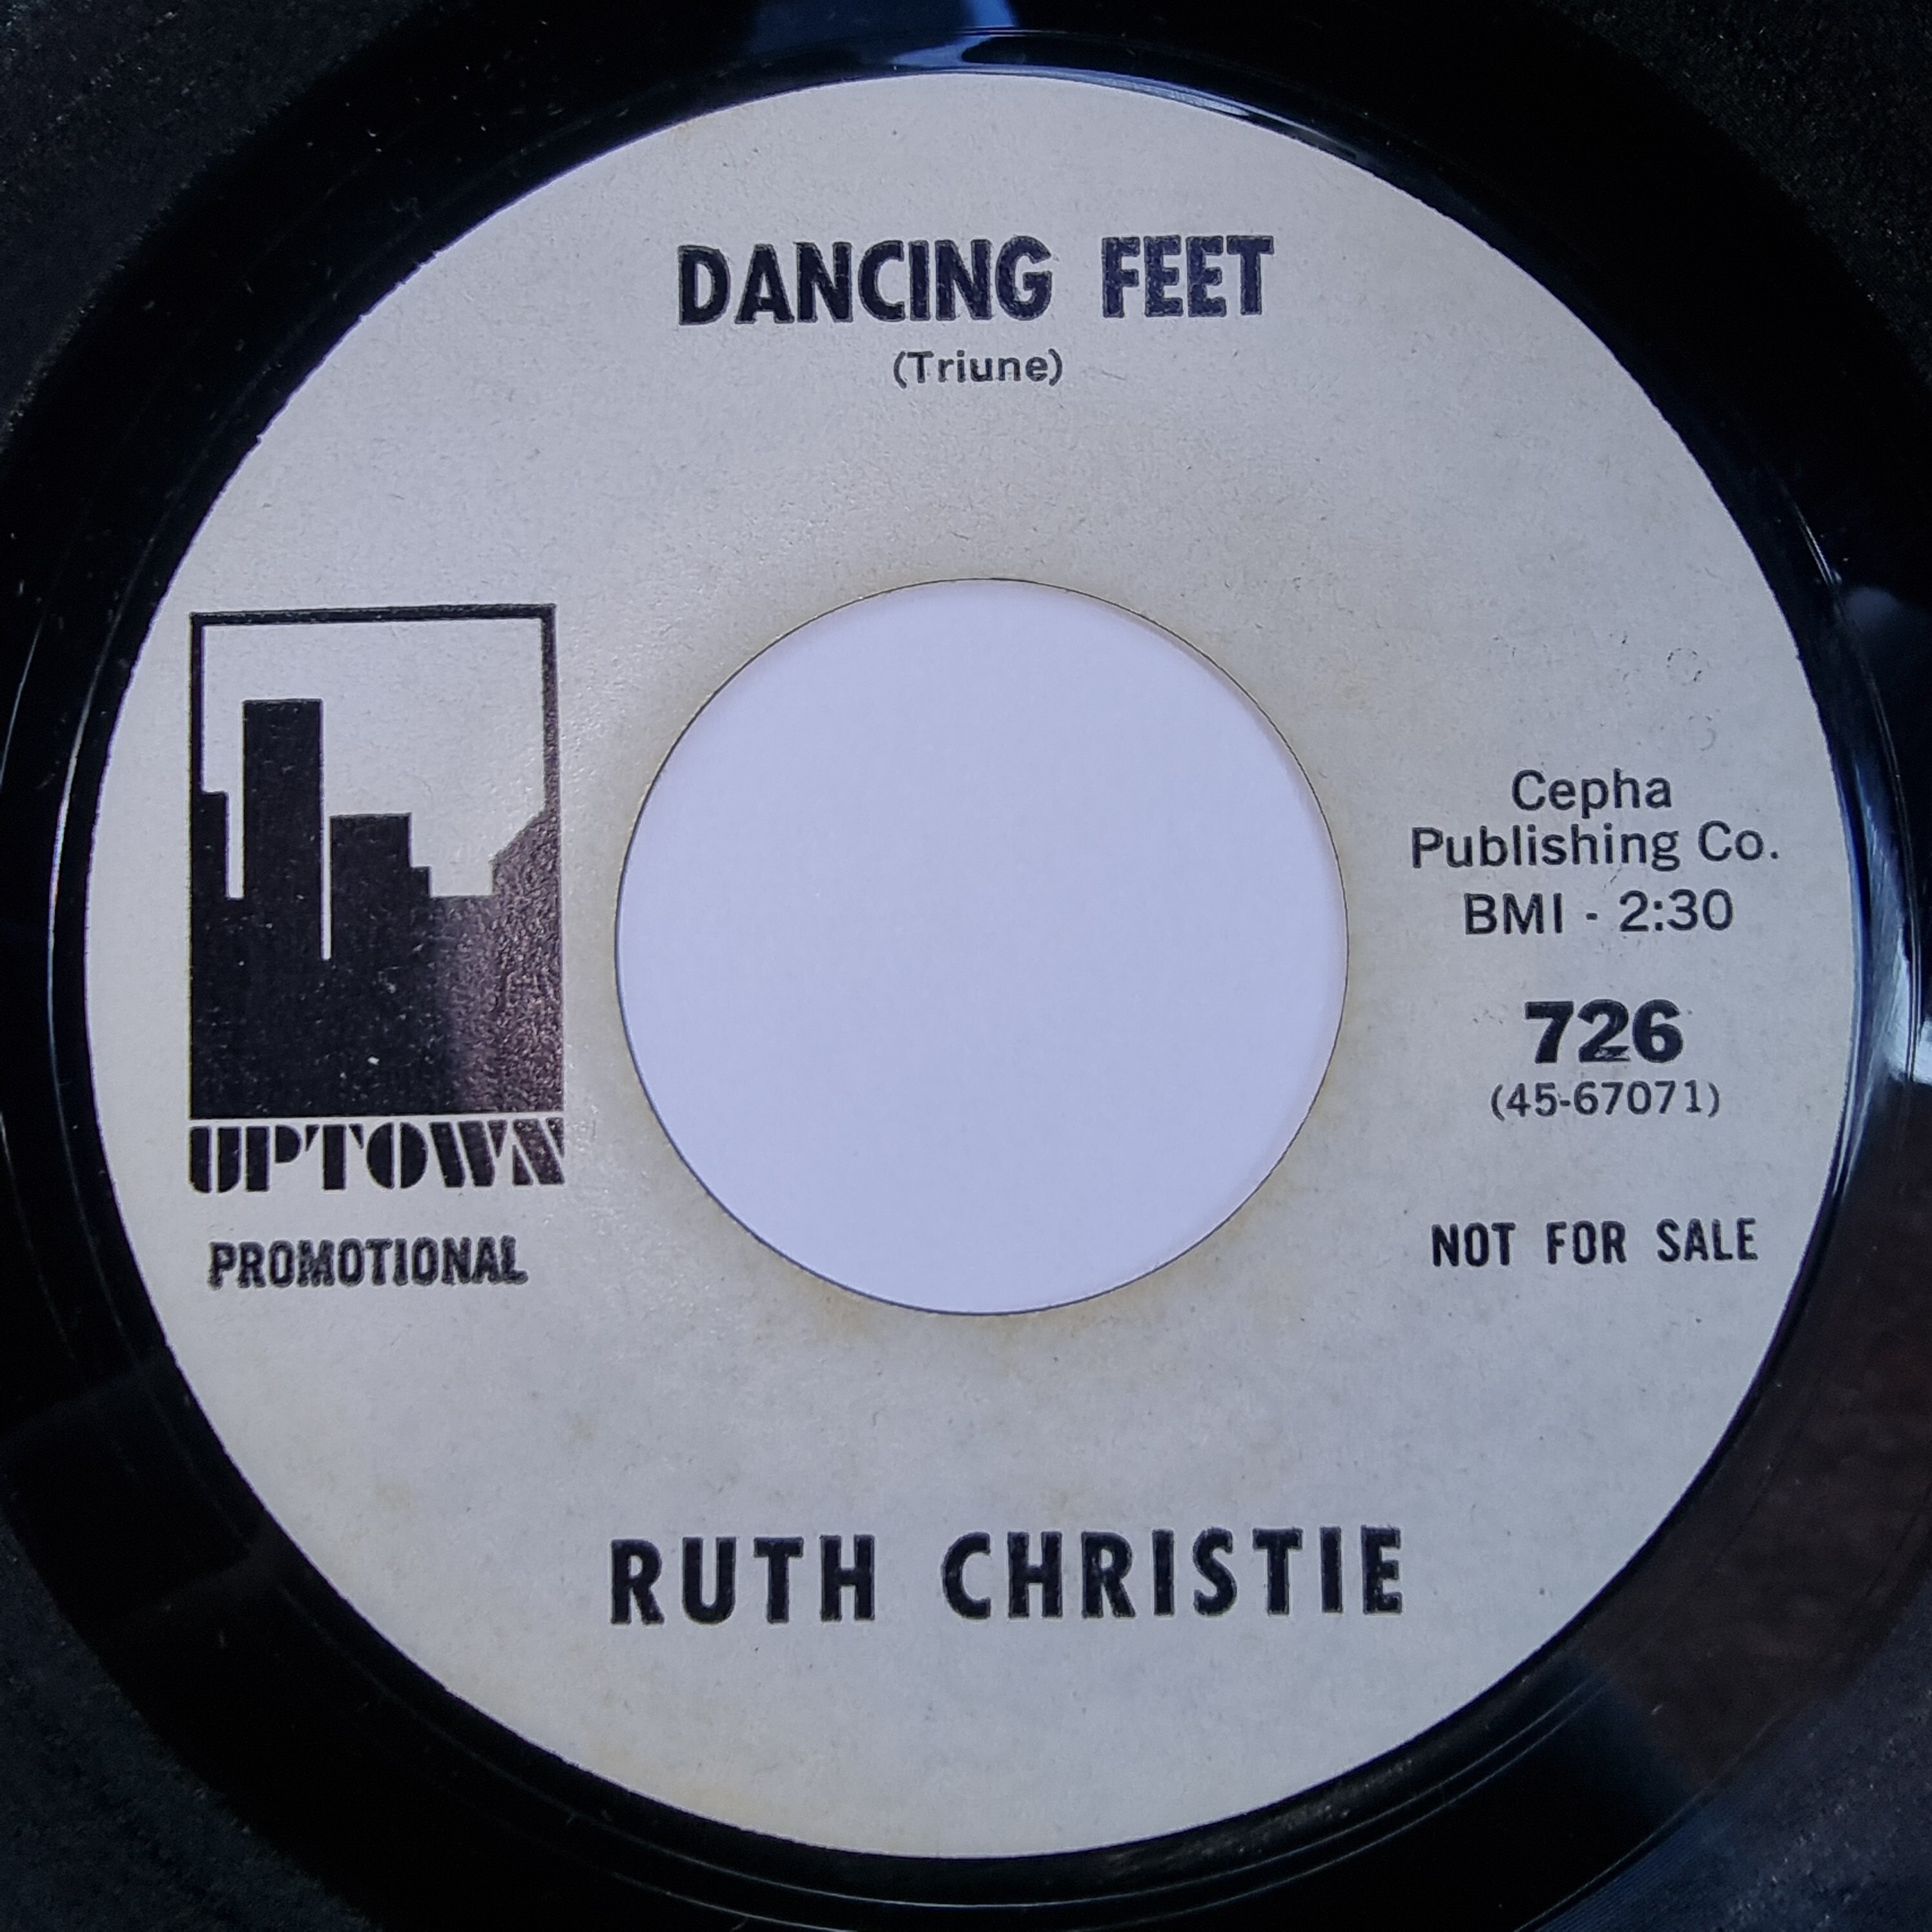 DANCING FEET
(Triune)
UPTOWN
PROMOTIONAL
Cepha
Publishing Co.
BMI - 2:30
726
(45-67071)
NOT FOR SALE
RUTH CHRISTIE